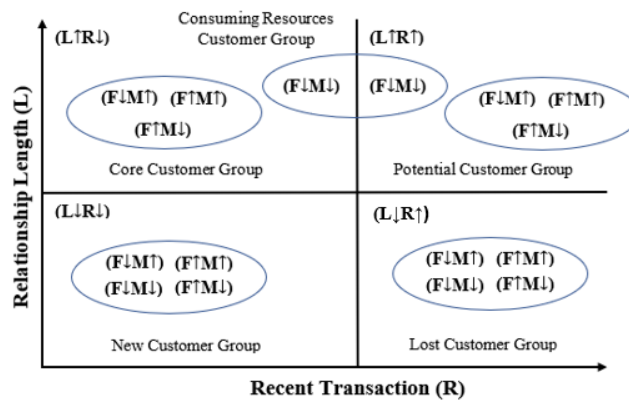 Consuming Resources
Customer Group
(L↑R↓)
(L↑R↑)
(F↓M↓) (F↓M↓)
(F↓M↑) (F↑M↑)
(F↑M↓)
(F↓M↑) (F↑M↑)
(F↑M↓)
Core Customer Group
Potential Customer Group
(L↓R↓)
(L↓R↑)
(F↓M↑) (F↑M↑)
(F↓M↓) (F↑M↓)
(F↓M↑) (F↑M↑)
(F↓M↓) (F↑M↓)
New Customer Group
Lost Customer Group
Relationship Length (L)
Recent Transaction (R)